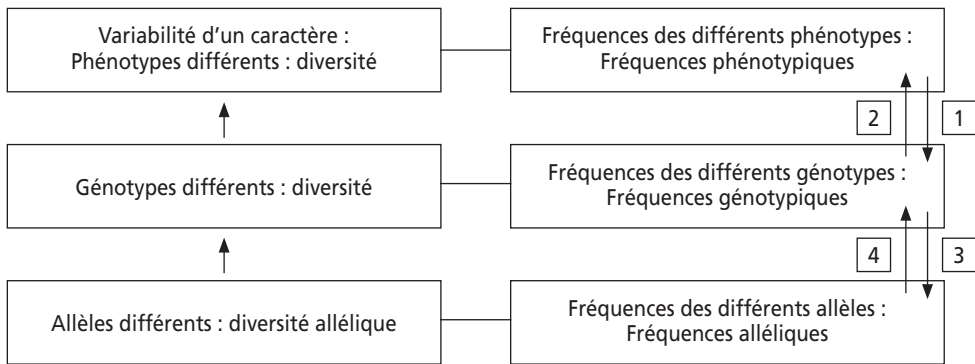 Variabilité d'un caractère :
Phénotypes différents : diversité
Fréquences des différents phénotypes :
Fréquences phénotypiques
2
1
Génotypes différents : diversité
Fréquences des différents génotypes :
Fréquences génotypiques
4
3
Allèles différents : diversité allélique
Fréquences des différents allèles :
Fréquences alléliques